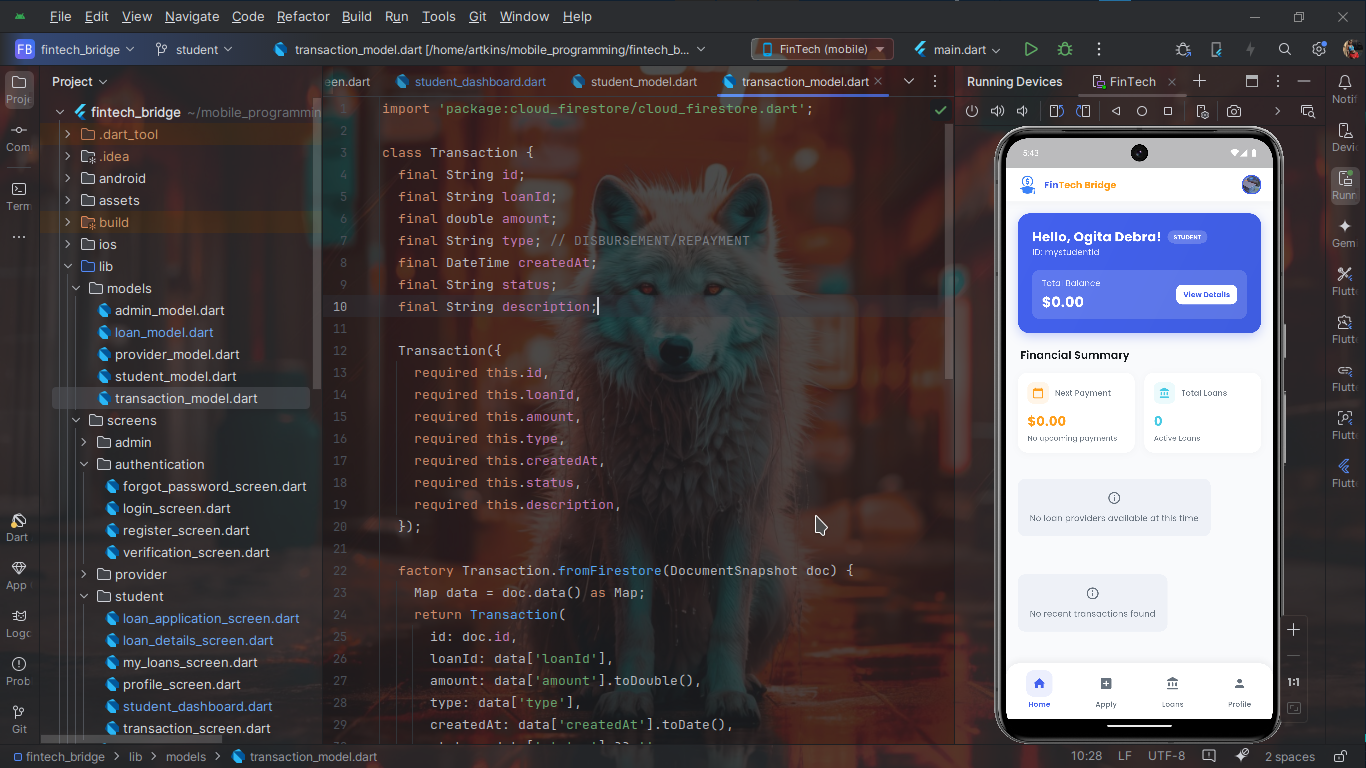 File Edit View Navigate Code Refactor Build Run Tools Git Window Help
FB fintech_bridge student transaction_model.dart [/home/artkins/mobile_programming/fintech_b... FinTech (mobile) main.dart
Project
een.dart student_dashboard.dart student_model.dart transaction_model.dart
Running Devices FinTech
fintech_bridge ~/mobile_programmin
.dart_tool
.idea
android
assets
build
ios
lib
models
admin_model.dart
loan_model.dart
provider_model.dart
student_model.dart
transaction_model.dart
screens
admin
authentication
forgot_password_screen.dart
login_screen.dart
register_screen.dart
verification_screen.dart
provider
student
loan_application_screen.dart
loan_details_screen.dart
my_loans_screen.dart
profile_screen.dart
student_dashboard.dart
transaction_screen.dart
Proje
Com
Term
Dart
App
Logc
Prob
Git
1 import 'package:cloud_firestore/cloud_firestore.dart';
2
3 class Transaction {
4 final String id;
5 final String loanId;
6 final double amount;
7 final String type; // DISBURSEMENT/REPAYMENT
8 final DateTime createdAt;
9 final String status;
10 final String description;
11
12 Transaction({
13 required this.id,
14 required this.loanId,
15 required this.amount,
16 required this.type,
17 required this.createdAt,
18 required this.status,
19 required this.description,
20 });
21
22 factory Transaction.fromFirestore(DocumentSnapshot doc) {
23 Map data = doc.data() as Map;
24 return Transaction(
25 id: doc.id,
26 loanId: data['loanId'],
27 amount: data['amount'].toDouble(),
28 type: data['type'],
29 createdAt: data['createdAt'].toDate(),
5:43
FinTech Bridge
Hello, Ogita Debra! STUDENT
ID: mystudentid
Total Balance
$0.00
View Details
Financial Summary
Next Payment
$0.00
No upcoming payments
Total Loans
0
Active Loans
No loan providers available at this time
No recent transactions found
Home Apply Loans Profile
1:1
Notifi
Devic
Runn
Gem
Flutte
Flutte
Flutte
Flutte
Flutte
fintech_bridge lib models transaction_model.dart
10:28 LF UTF-8 2 spaces